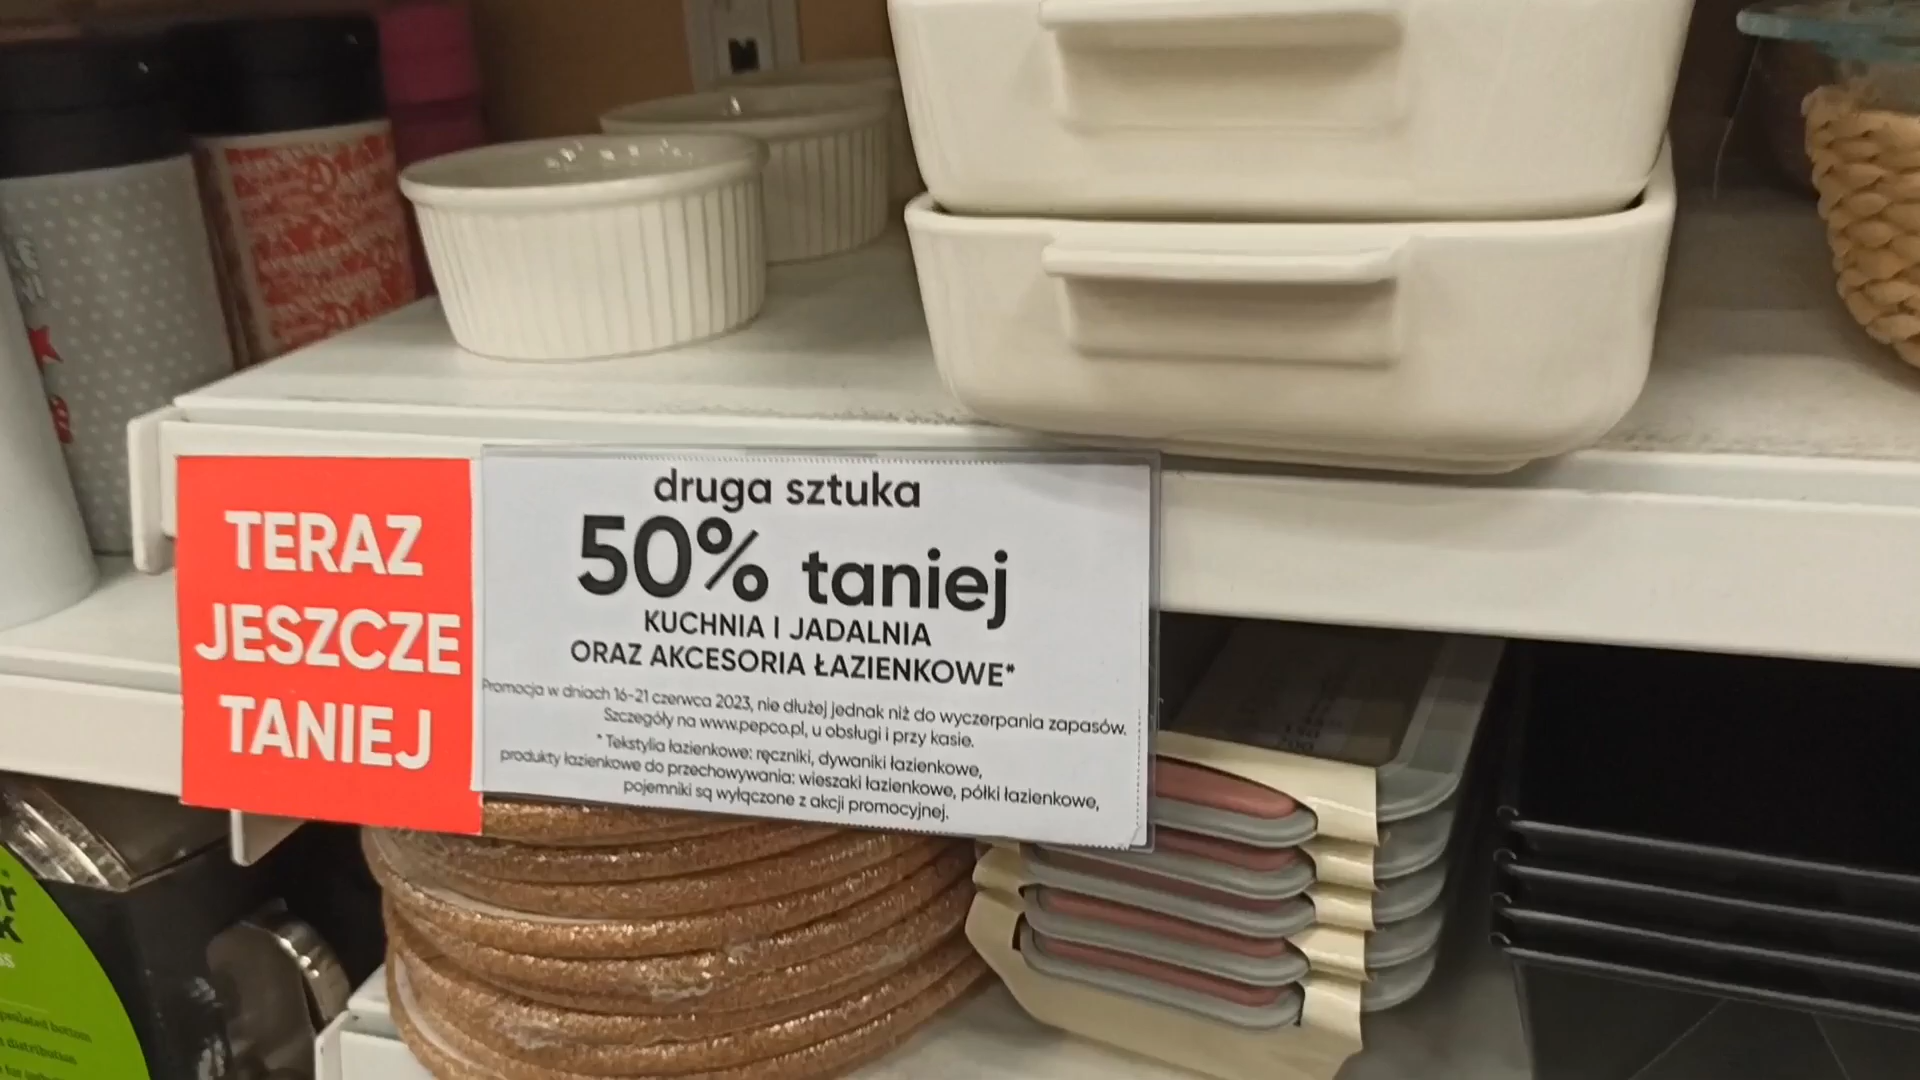 TERAZ
JESZCZE
TANIEJ
druga sztuka
50% taniej
KUCHNIA I JADALNIA
ORAZ AKCESORIA ŁAZIENKOWE*
Promocja w dniach 16-21 czerwca 2023, nie dłużej jednak niż do wyczerpania zapasów.
Szczegóły na www.pepco.pl, u obsługi i przy kasie.
* Tekstylia łazienkowe: ręczniki, dywaniki łazienkowe,
produkty łazienkowe do przechowywania: wieszaki łazienkowe, półki łazienkowe,
pojemniki są wyłączone z akcji promocyjnej.
bottom
distribution